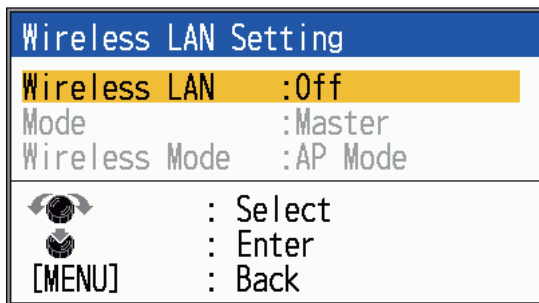 Wireless LAN Setting
Wireless LAN :Off
Mode :Master
Wireless Mode :AP Mode
: Select
: Enter
[MENU] : Back